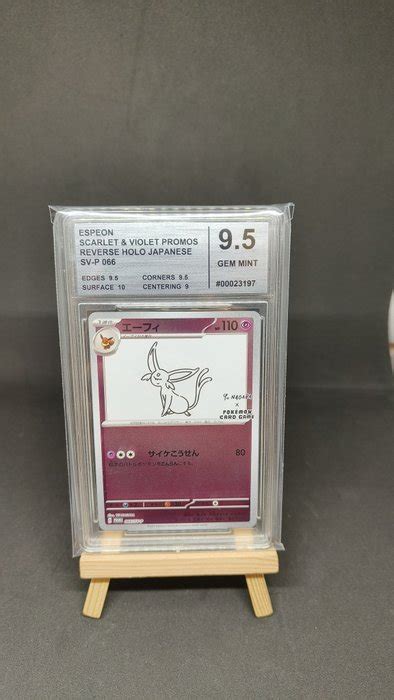 ESPEON
SCARLET & VIOLET PROMOS
REVERSE HOLO JAPANESE
SV-P 066
EDGES 9.5 CORNERS 9.5
SURFACE 10 CENTERING 9
9.5
GEM MINT
#00023197
エーフィ 110
Yu NAGABA
×
POKÉMON
CARD GAME
サイケこうせん 80